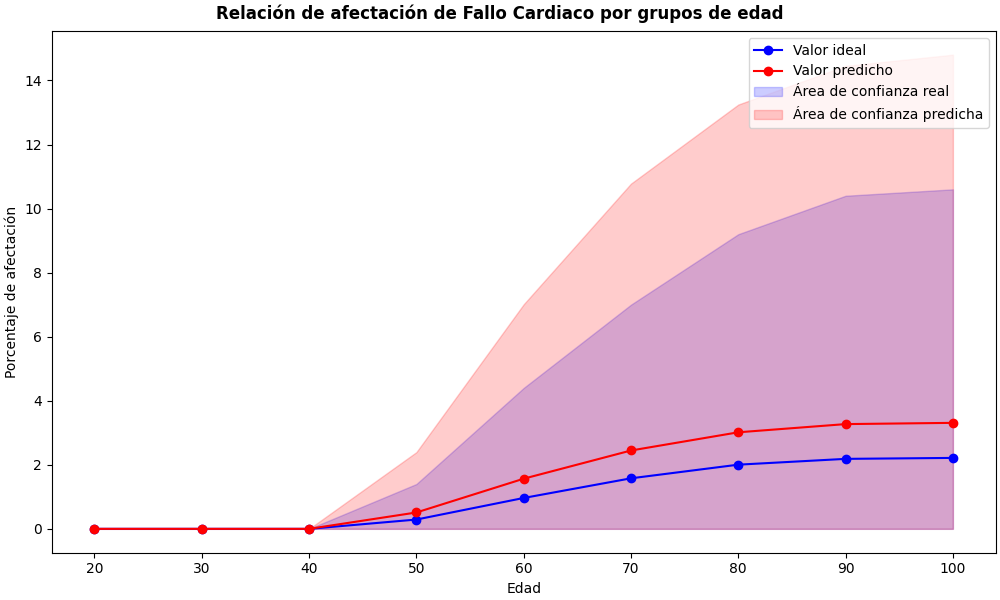 Relación de afectación de Fallo Cardiaco por grupos de edad
Valor ideal
Valor predicho
Área de confianza real
Área de confianza predicha
Porcentaje de afectación
14
12
10
8
6
4
2
0
20 30 40 50 60 70 80 90 100
Edad